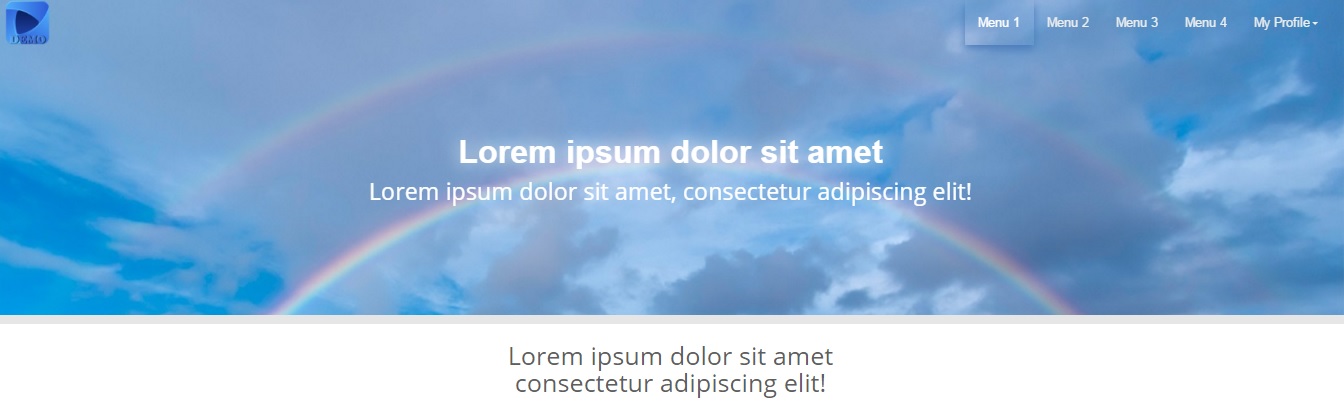 DEMO
Menu 1 Menu 2 Menu 3 Menu 4 My Profile
Lorem ipsum dolor sit amet
Lorem ipsum dolor sit amet, consectetur adipiscing elit!
Lorem ipsum dolor sit amet
consectetur adipiscing elit!